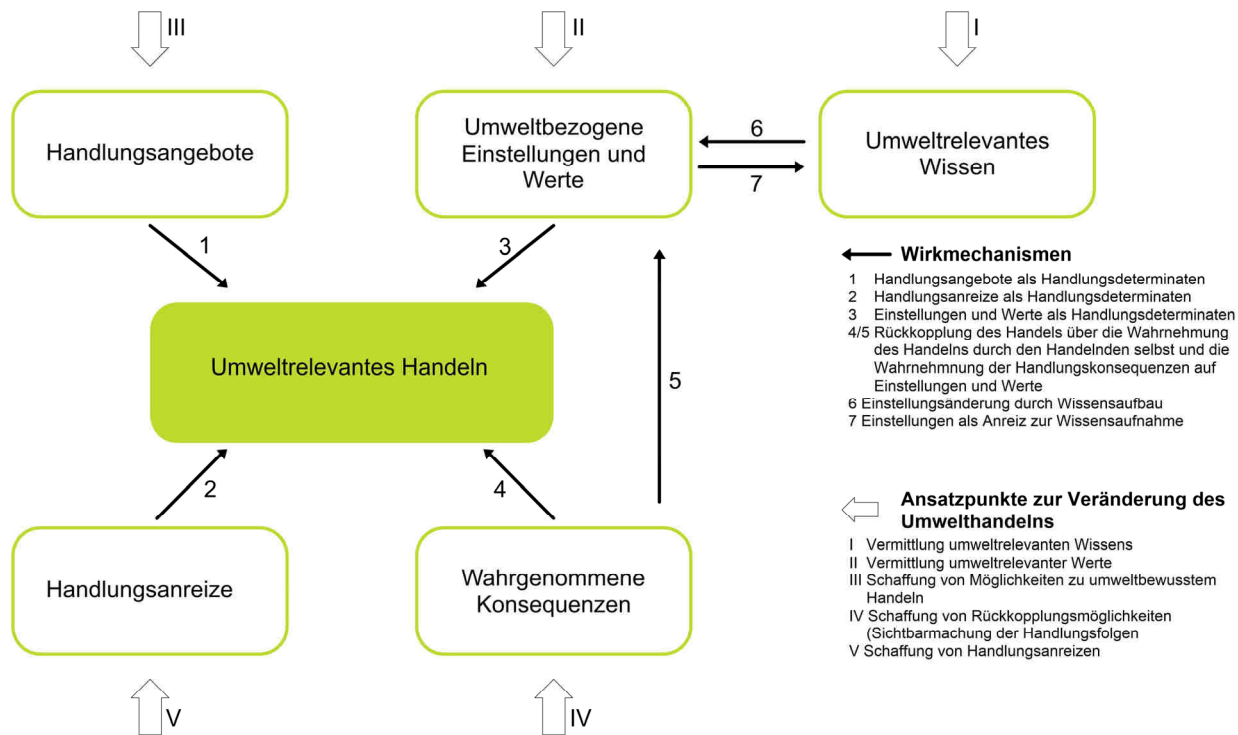 III
II
I
Handlungsangebote
Umweltbezogene
Einstellungen und
Werte
6
7
Umweltrelevantes
Wissen
1
3
Umweltrelevantes Handeln
5
2
4
Handlungsanreize
Wahrgenommene
Konsequenzen
V
IV
Wirkmechanismen
1 Handlungsangebote als Handlungsdeterminaten
2 Handlungsanreize als Handlungsdeterminaten
3 Einstellungen und Werte als Handlungsdeterminaten
4/5 Rückkopplung des Handels über die Wahrnehmung
des Handelns durch den Handelnden selbst und die
Wahrnehmnung der Handlungskonsequenzen auf
Einstellungen und Werte
6 Einstellungsänderung durch Wissensaufbau
7 Einstellungen als Anreiz zur Wissensaufnahme
Ansatzpunkte zur Veränderung des
Umwelthandelns
I Vermittlung umweltrelevanten Wissens
II Vermittlung umweltrelevanter Werte
III Schaffung von Möglichkeiten zu umweltbewusstem
Handeln
IV Schaffung von Rückkopplungsmöglichkeiten
(Sichtbarmachung der Handlungsfolgen
V Schaffung von Handlungsanreizen